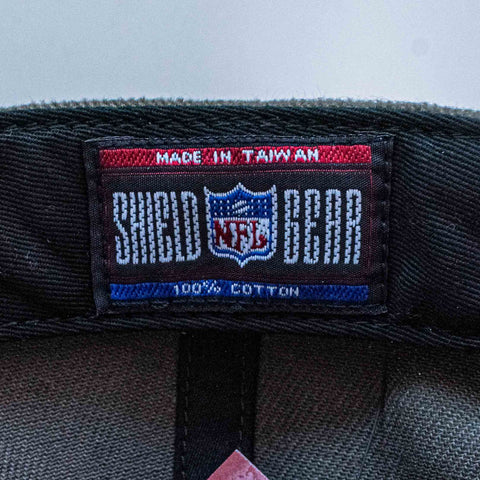 MADE IN TAIWAN
SHIELD NFL GEAR
100% COTTON